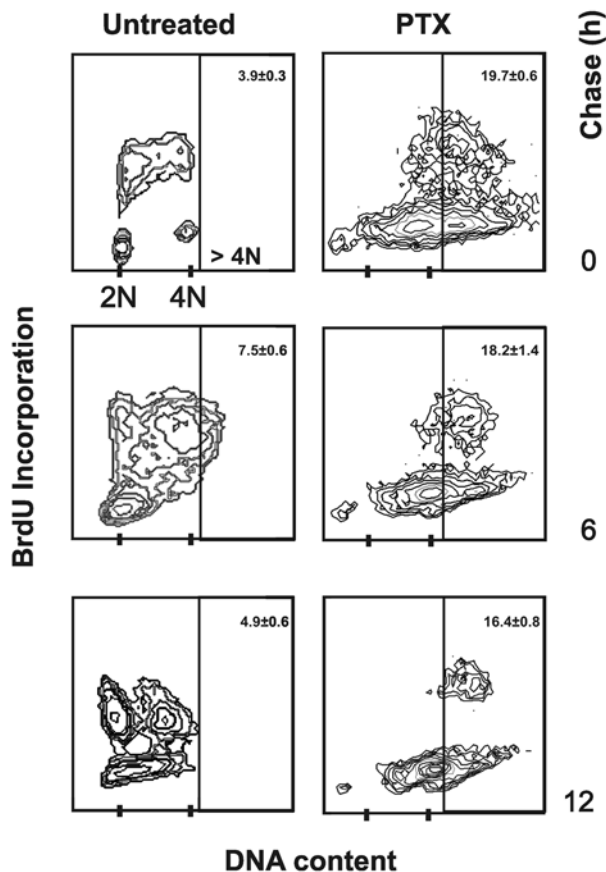 Untreated
PTX
Chase (h)
3.9±0.3
19.7±0.6
> 4N
0
2N
4N
BrdU Incorporation
7.5±0.6
18.2±1.4
6
4.9±0.6
16.4±0.8
12
DNA content